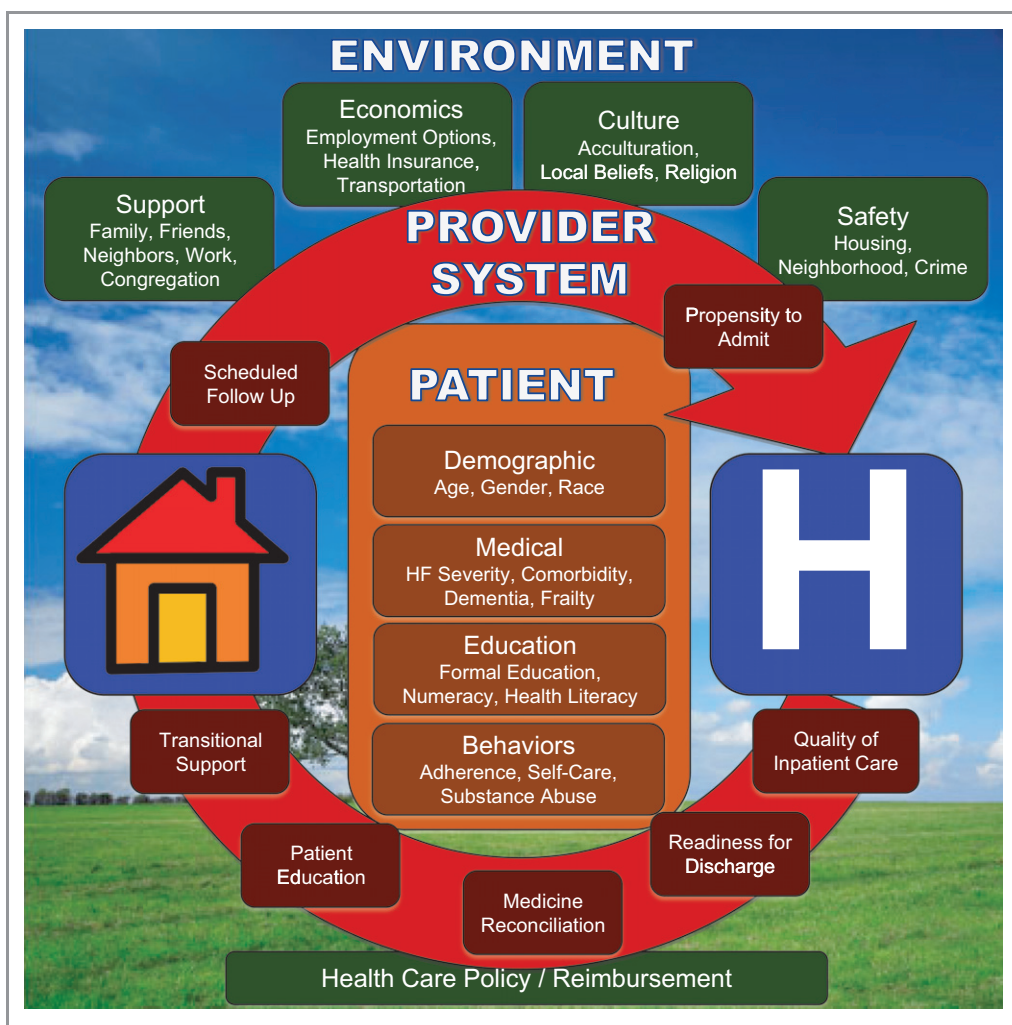 ENVIRONMENT
Economics
Employment Options,
Health Insurance,
Transportation
Culture
Acculturation,
Local Beliefs, Religion
Support
Family, Friends,
Neighbors, Work,
Congregation
Safety
Housing,
Neighborhood, Crime
PROVIDER
SYSTEM
Propensity to
Admit
Scheduled
Follow Up
PATIENT
Demographic
Age, Gender, Race
Medical
HF Severity, Comorbidity,
Dementia, Frailty
Education
Formal Education,
Numeracy, Health Literacy
Behaviors
Adherence, Self-Care,
Substance Abuse
H
Transitional
Support
Quality of
Inpatient Care
Patient
Education
Readiness for
Discharge
Medicine
Reconciliation
Health Care Policy / Reimbursement